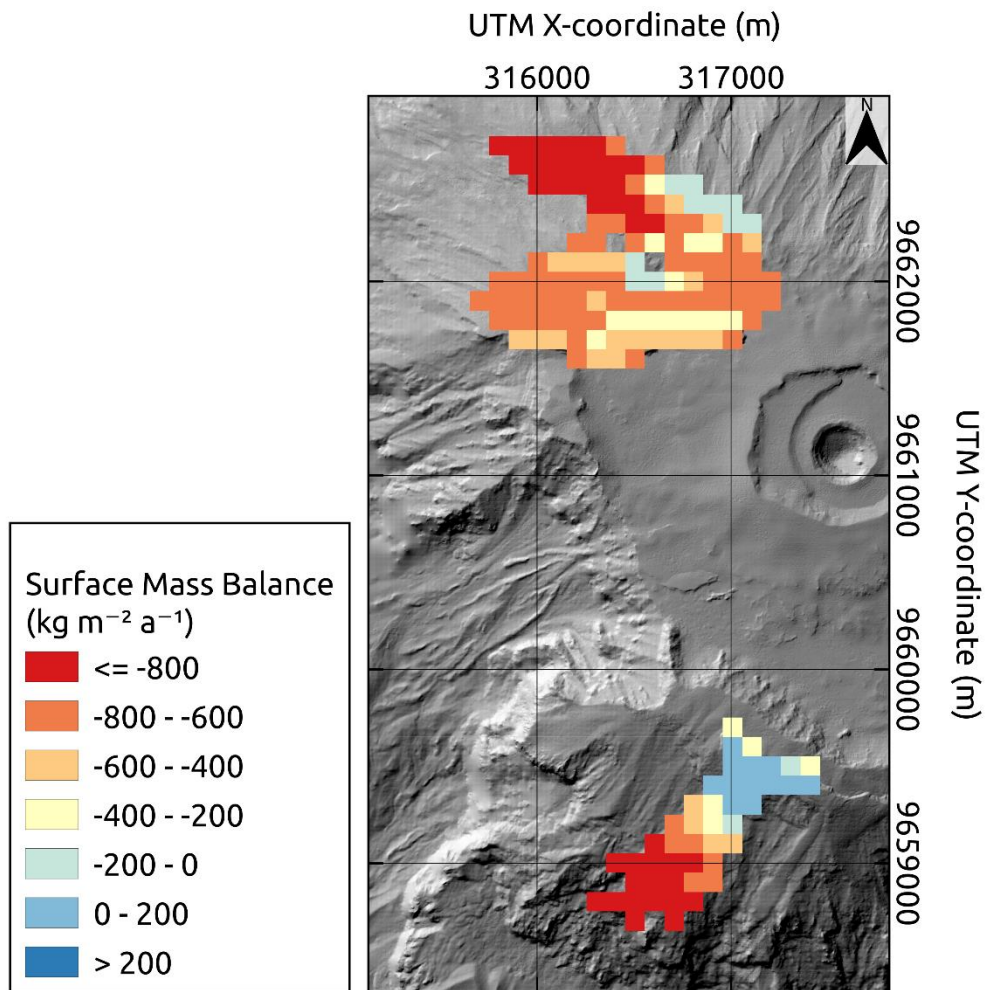 UTM X-coordinate (m)
316000 317000
N
9662000
9661000
9660000
9659000
UTM Y-coordinate (m)
Surface Mass Balance
(kg m⁻² a⁻¹)
<= -800
-800 - -600
-600 - -400
-400 - -200
-200 - 0
0 - 200
> 200